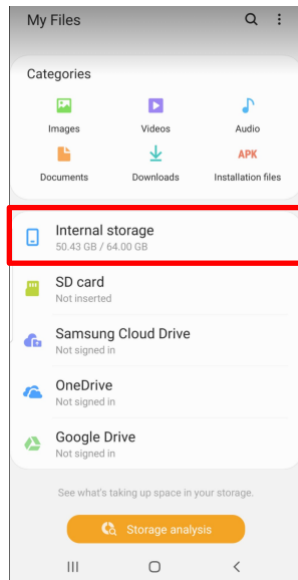 My Files
Categories
Images Videos Audio
APK
Documents Downloads Installation files
Internal storage
50.43 GB / 64.00 GB
SD card
Not inserted
Samsung Cloud Drive
Not signed in
OneDrive
Not signed in
Google Drive
Not signed in
See what's taking up space in your storage.
Storage analysis